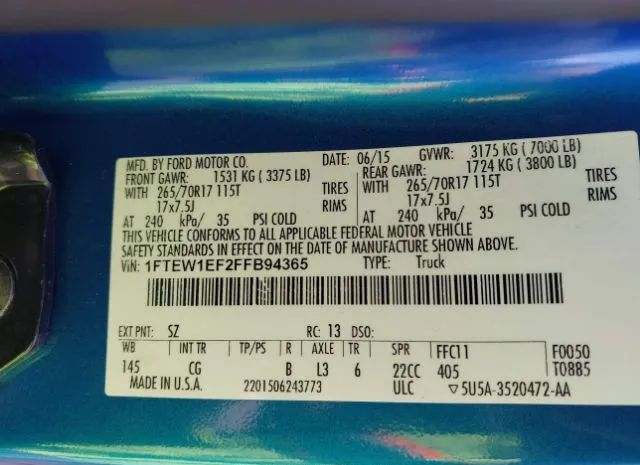 MFD. BY FORD MOTOR CO. DATE: 06/15 GVWR: 3175 KG ( 7000 LB)
FRONT GAWR: 1531 KG ( 3375 LB) REAR GAWR: 1724 KG ( 3800 LB)
WITH 265/70R17 115T TIRES WITH 265/70R17 115T TIRES
17x7.5J RIMS 17x7.5J RIMS
AT 240 kPa/ 35 PSI COLD AT 240 kPa/ 35 PSI COLD
THIS VEHICLE CONFORMS TO ALL APPLICABLE FEDERAL MOTOR VEHICLE
SAFETY STANDARDS IN EFFECT ON THE DATE OF MANUFACTURE SHOWN ABOVE.
VIN: 1FTEW1EF2FFB94365 TYPE: Truck
EXT PNT: SZ RC: 13 DSO:
WB INT TR TP/PS R AXLE TR SPR FFC11 F0050
145 CG B L3 6 22CC 405 T0885
MADE IN U.S.A. 2201506243773 ULC ▽5U5A-3520472-AA